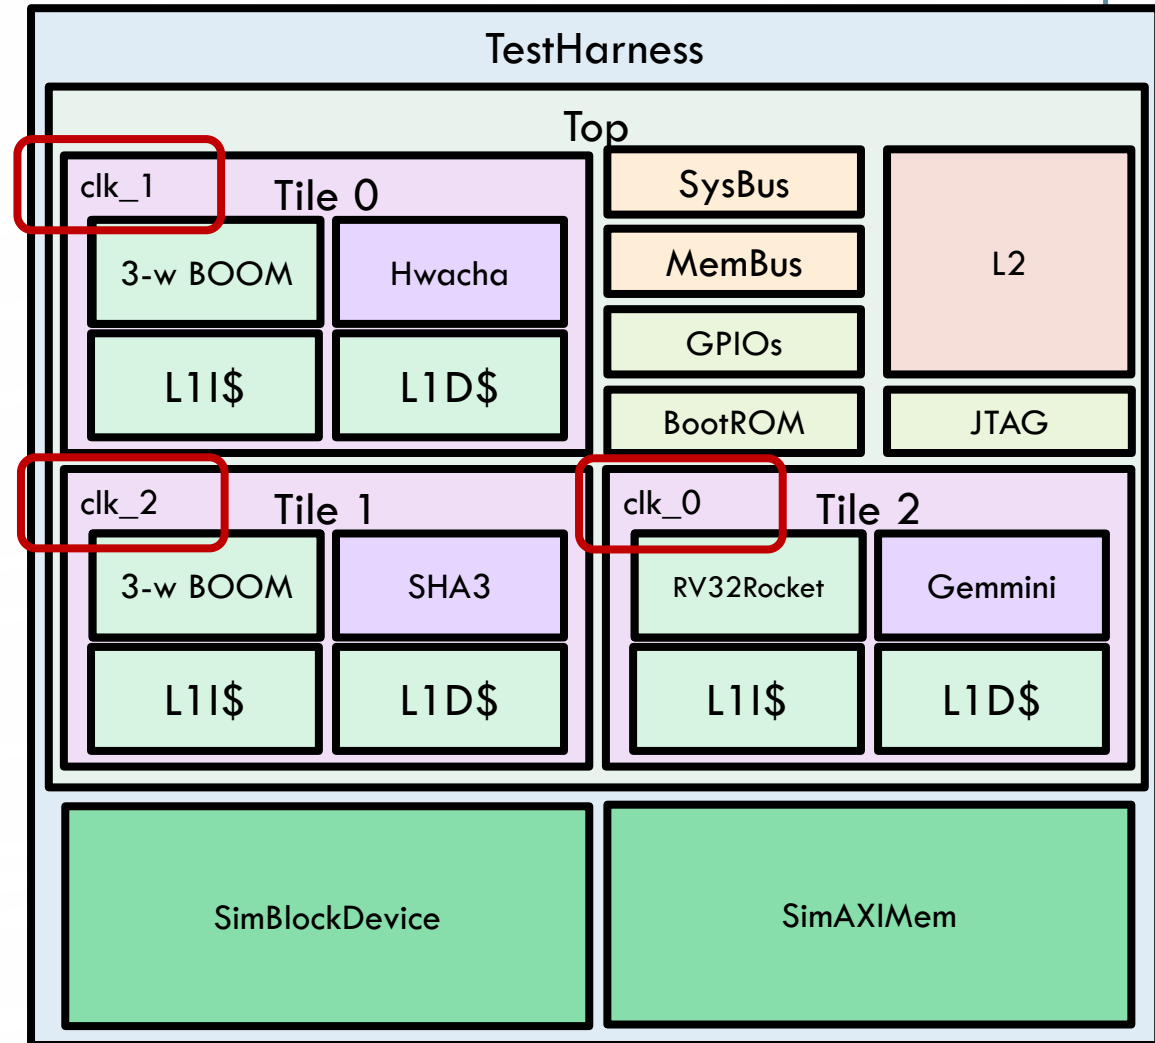 TestHarness
Top
clk_1
Tile 0
3-w BOOM
Hwacha
L1I$
L1D$
SysBus
MemBus
GPIOs
BootROM
L2
JTAG
clk_2
Tile 1
3-w BOOM
SHA3
L1I$
L1D$
clk_0
Tile 2
RV32Rocket
Gemmini
L1I$
L1D$
SimBlockDevice
SimAXIMem